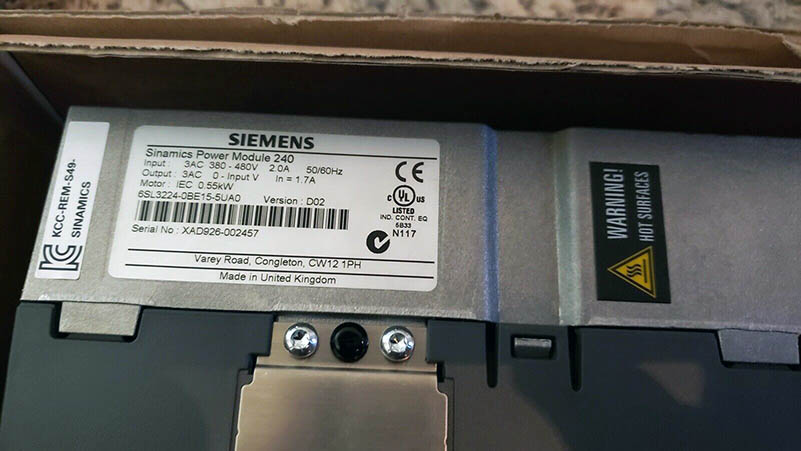 KCC-REM-S49-
SINAMICS
SIEMENS
Sinamics Power Module 240
Input : 3AC 380 - 480V 2.0A 50/60Hz
Output : 3AC 0 - Input V In = 1.7A
Motor : IEC 0.55kW
6SL3224-0BE15-5UA0 Version : D02
Serial No : XAD926-002457
Varey Road, Congleton, CW12 1PH
Made in United Kingdom
CE
c UL US
LISTED
IND. CONT. EQ
5B33
N117
WARNING!
HOT SURFACES